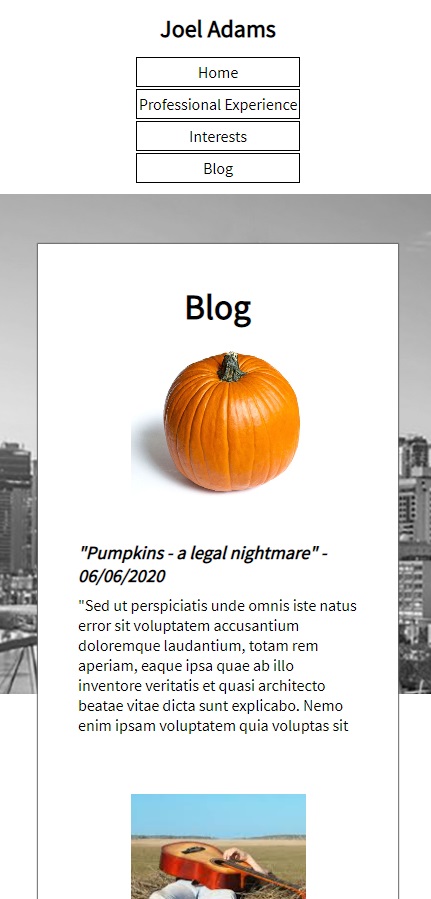 Joel Adams
Home
Professional Experience
Interests
Blog
Blog
"Pumpkins - a legal nightmare" -
06/06/2020
"Sed ut perspiciatis unde omnis iste natus
error sit voluptatem accusantium
doloremque laudantium, totam rem
aperiam, eaque ipsa quae ab illo
inventore veritatis et quasi architecto
beatae vitae dicta sunt explicabo. Nemo
enim ipsam voluptatem quia voluptas sit